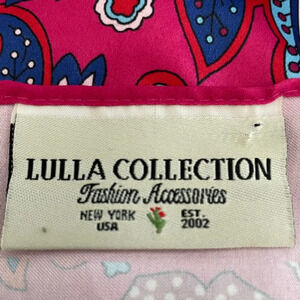 LULLA COLLECTION
Fashion Accessories
NEW YORK EST.
USA 2002